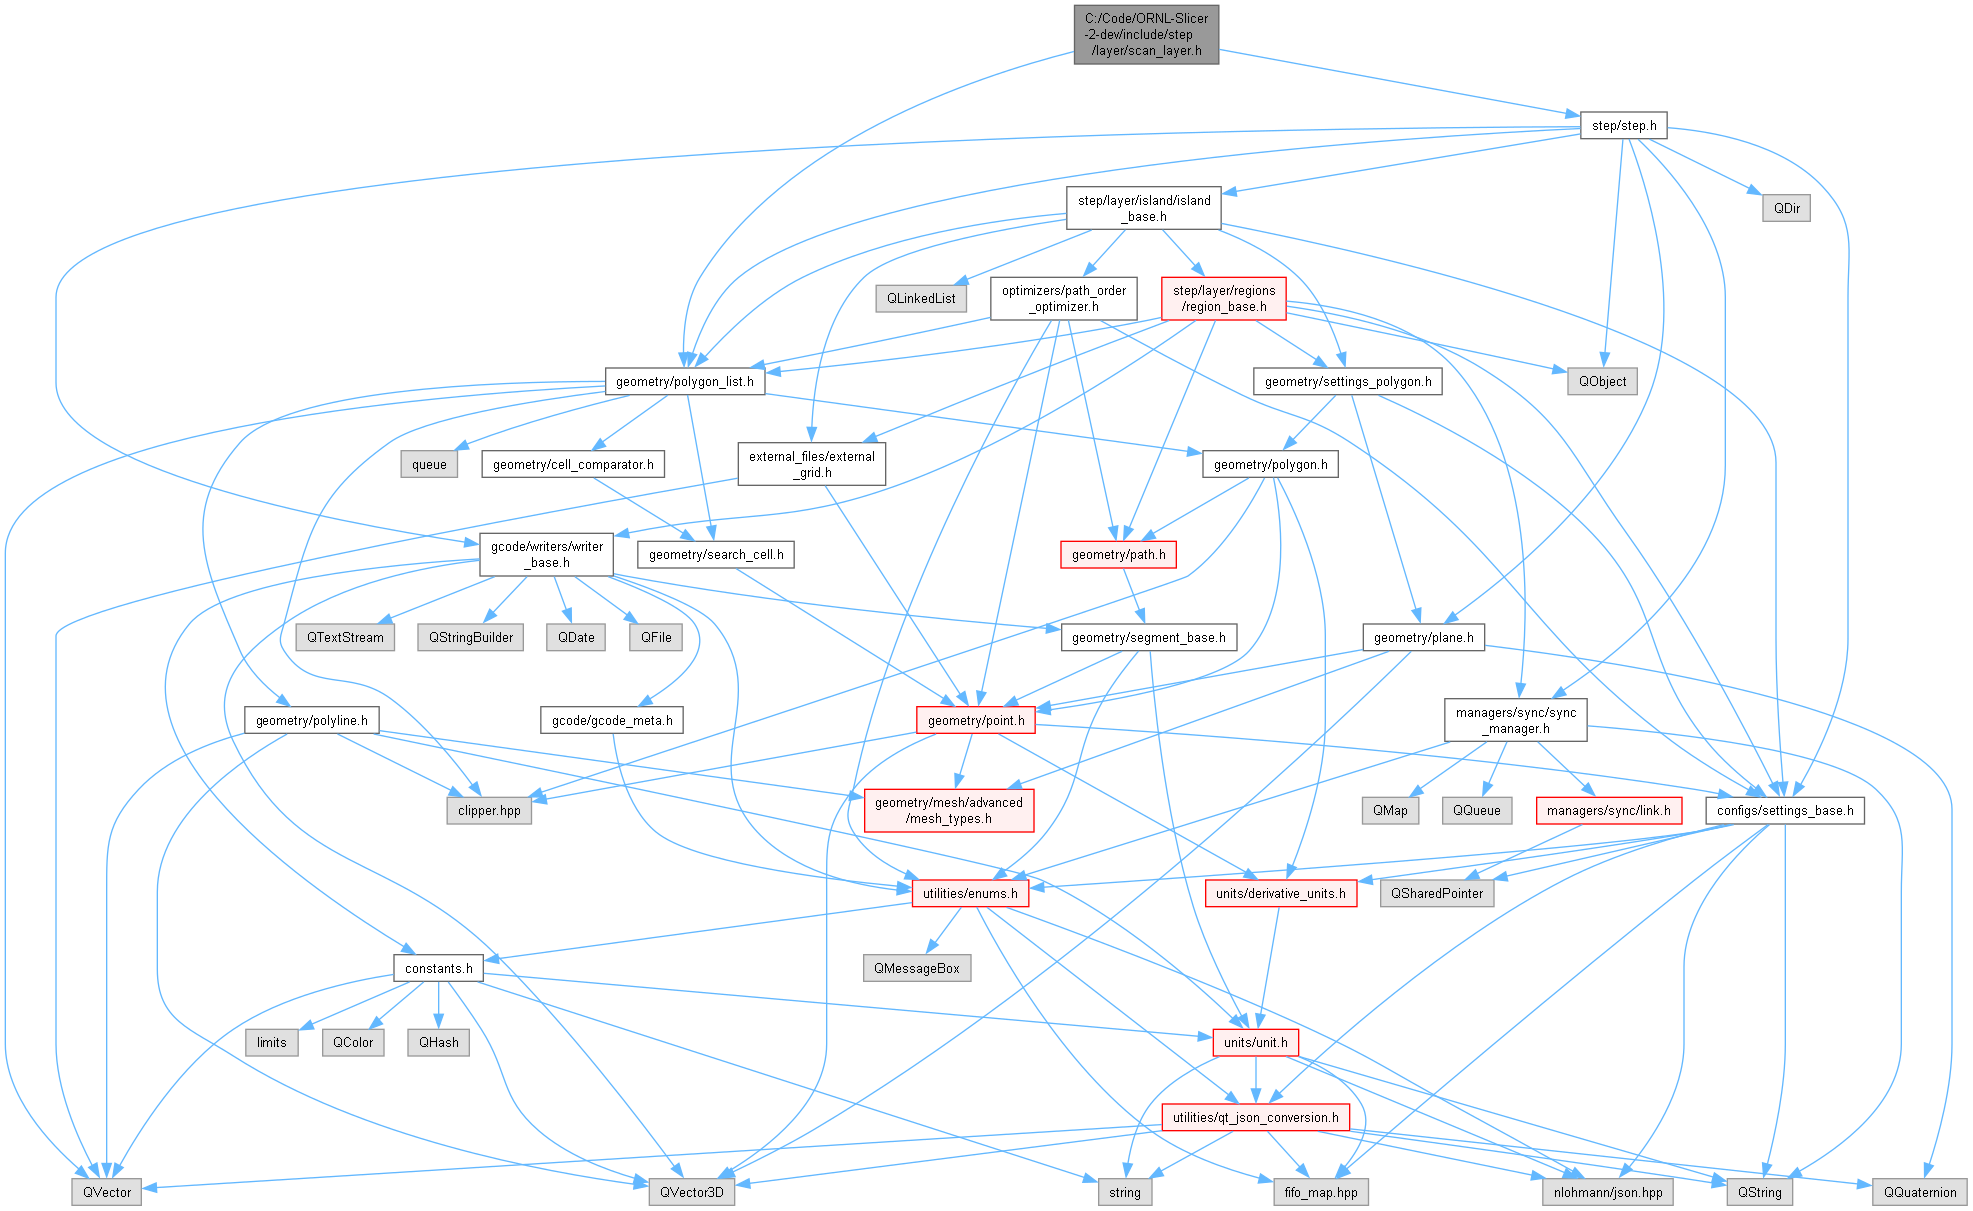 C:/Code/ORNL-Slicer
-2-dev/include/step
/layer/scan_layer.h
step/step.h
step/layer/island/island
_base.h
QDir
QLinkedList
optimizers/path_order
_optimizer.h
step/layer/regions
/region_base.h
geometry/polygon_list.h
geometry/settings_polygon.h
QObject
queue
geometry/cell_comparator.h
external_files/external
_grid.h
geometry/polygon.h
gcode/writers/writer
_base.h
geometry/search_cell.h
geometry/path.h
QTextStream
QStringBuilder
QDate
QFile
geometry/segment_base.h
geometry/plane.h
geometry/polyline.h
gcode/gcode_meta.h
geometry/point.h
managers/sync/sync
_manager.h
clipper.hpp
geometry/mesh/advanced
/mesh_types.h
QMap
QQueue
managers/sync/link.h
configs/settings_base.h
utilities/enums.h
units/derivative_units.h
QSharedPointer
constants.h
QMessageBox
limits
QColor
QHash
units/unit.h
utilities/qt_json_conversion.h
QVector
QVector3D
string
fifo_map.hpp
nlohmann/json.hpp
QString
QQuaternion